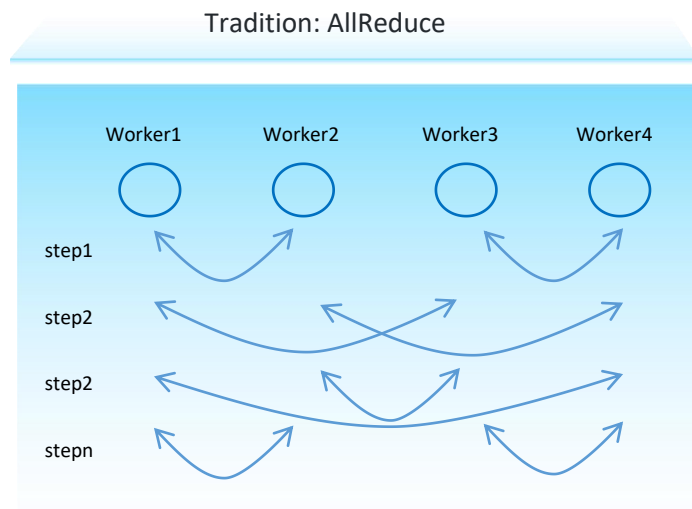 Tradition: AllReduce
Worker1 Worker2 Worker3 Worker4
step1
step2
step2
stepn